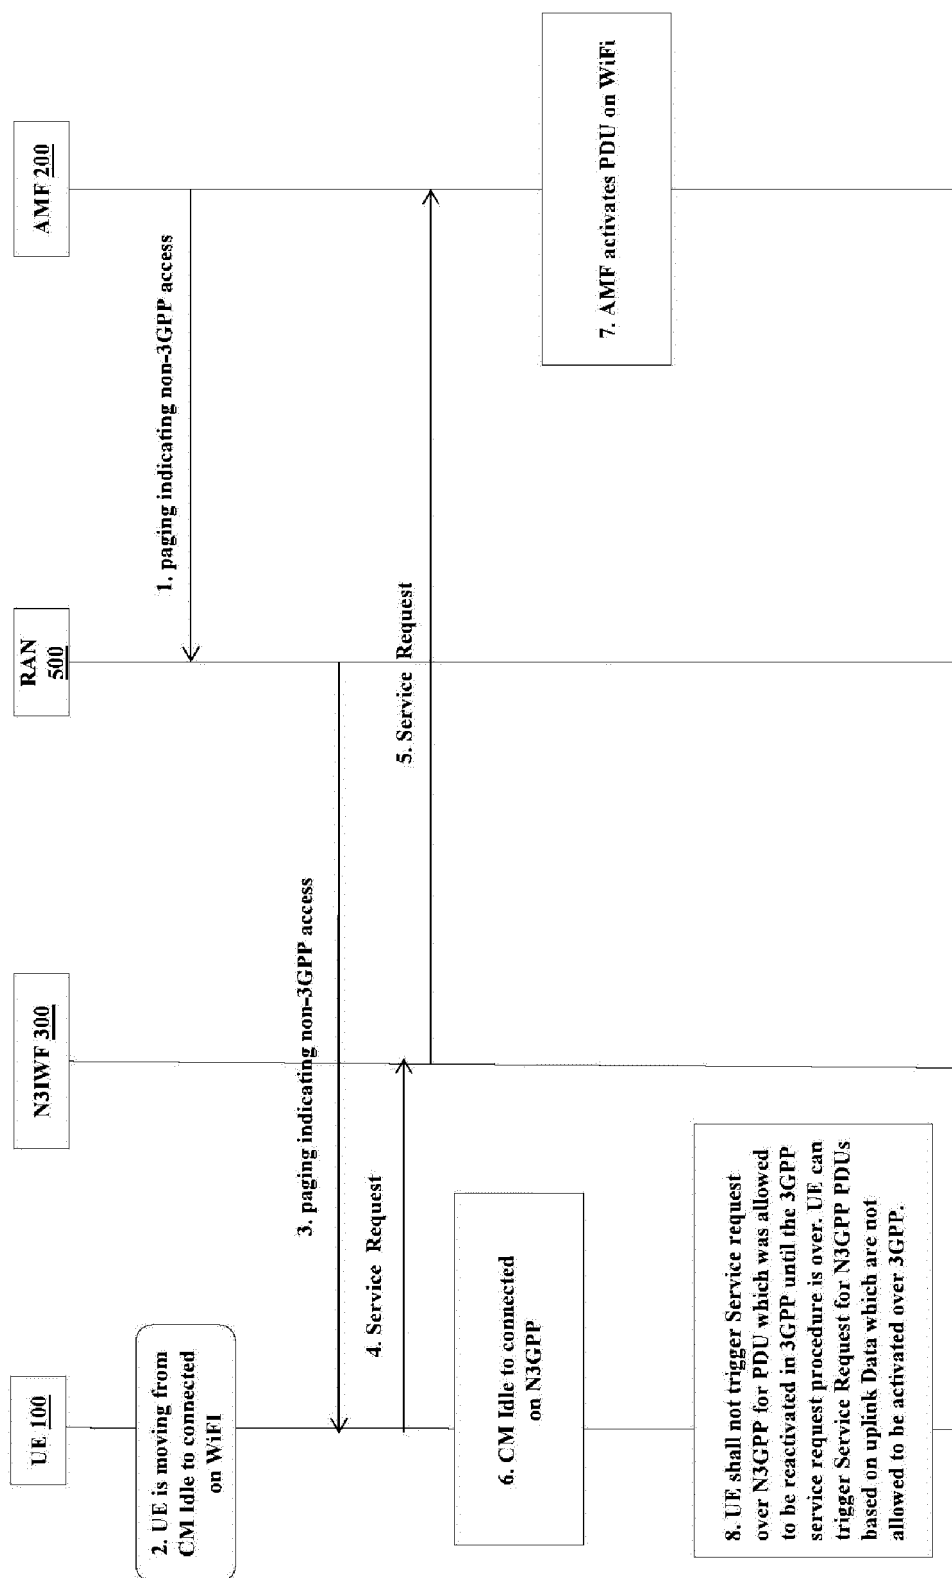 UE 100
N3IWF 300
RAN
500
AMF 200
1. paging indicating non-3GPP access
2. UE is moving from
CM Idle to connected
on WiFI
3. paging indicating non-3GPP access
4. Service Request
5. Service Request
6. CM Idle to connected
on N3GPP
7. AMF activates PDU on WiFi
8. UE shall not trigger Service request
over N3GPP for PDU which was allowed
to be reactivated in 3GPP until the 3GPP
service request procedure is over. UE can
trigger Service Request for N3GPP PDUs
based on uplink Data which are not
allowed to be activated over 3GPP.